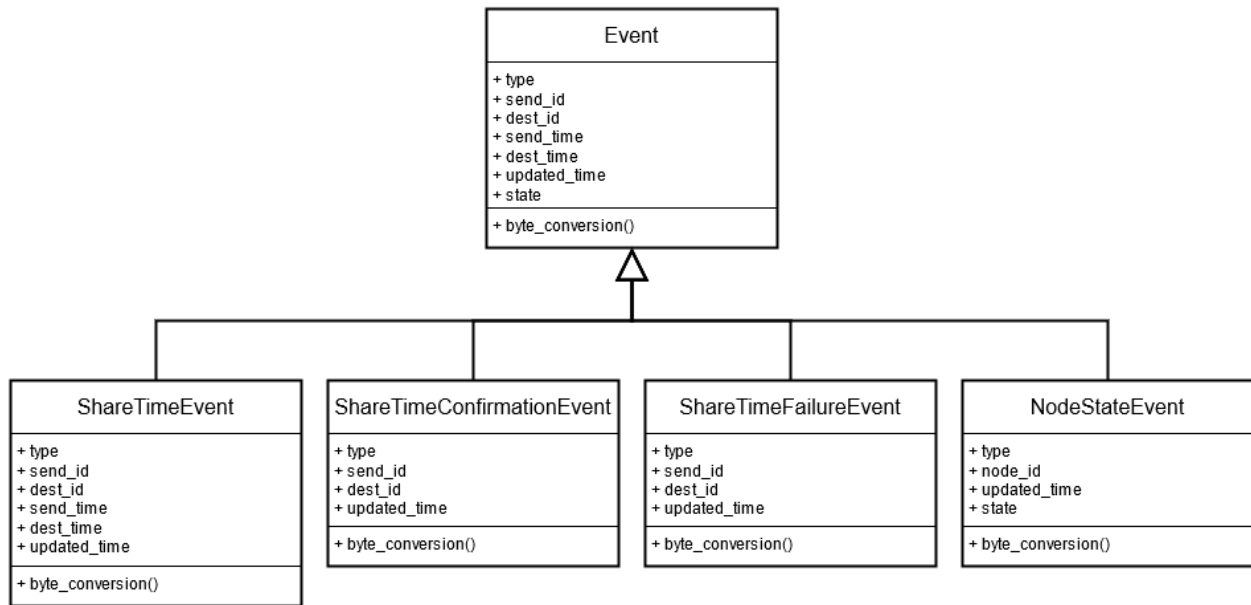 Event
+ type
+ send_id
+ dest_id
+ send_time
+ dest_time
+ updated_time
+ state
+ byte_conversion()
ShareTimeEvent
+ type
+ send_id
+ dest_id
+ send_time
+ dest_time
+ updated_time
+ byte_conversion()
ShareTimeConfirmationEvent
+ type
+ send_id
+ dest_id
+ updated_time
+ byte_conversion()
ShareTimeFailureEvent
+ type
+ send_id
+ dest_id
+ updated_time
+ byte_conversion()
NodeStateEvent
+ type
+ node_id
+ updated_time
+ state
+ byte_conversion()